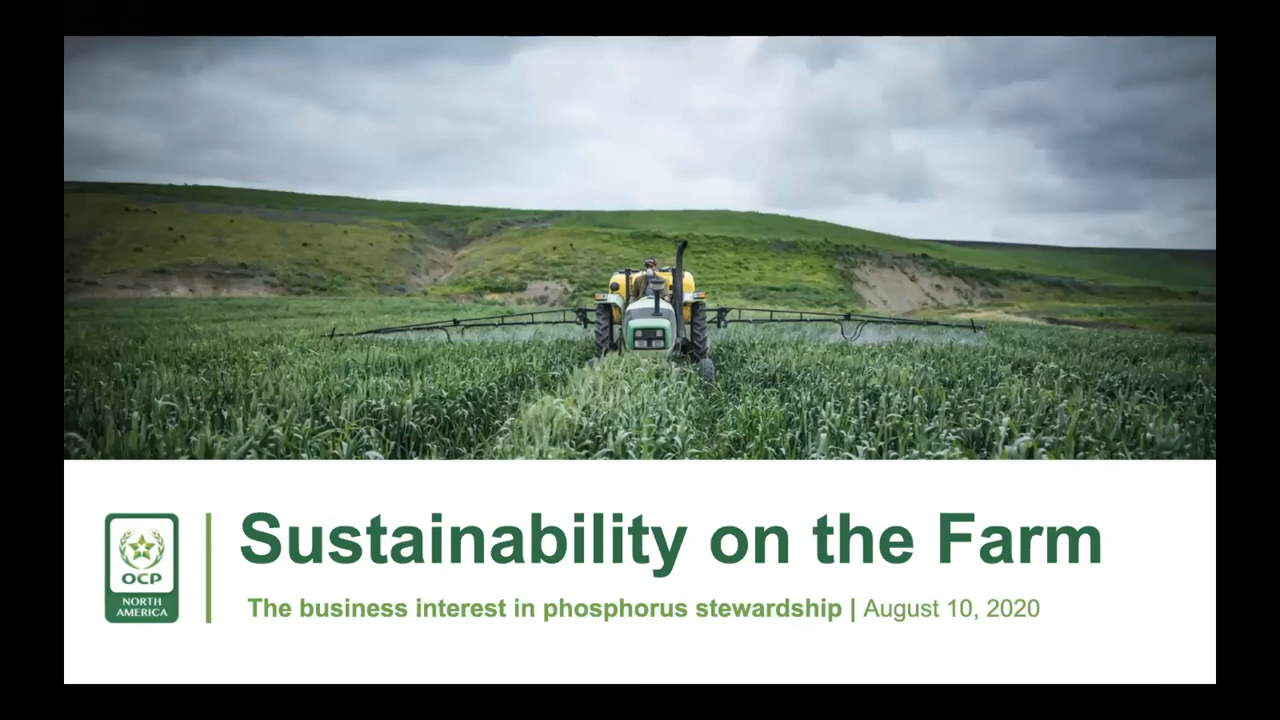 Sustainability on the Farm
OCP
NORTH
AMERICA
The business interest in phosphorus stewardship | August 10, 2020